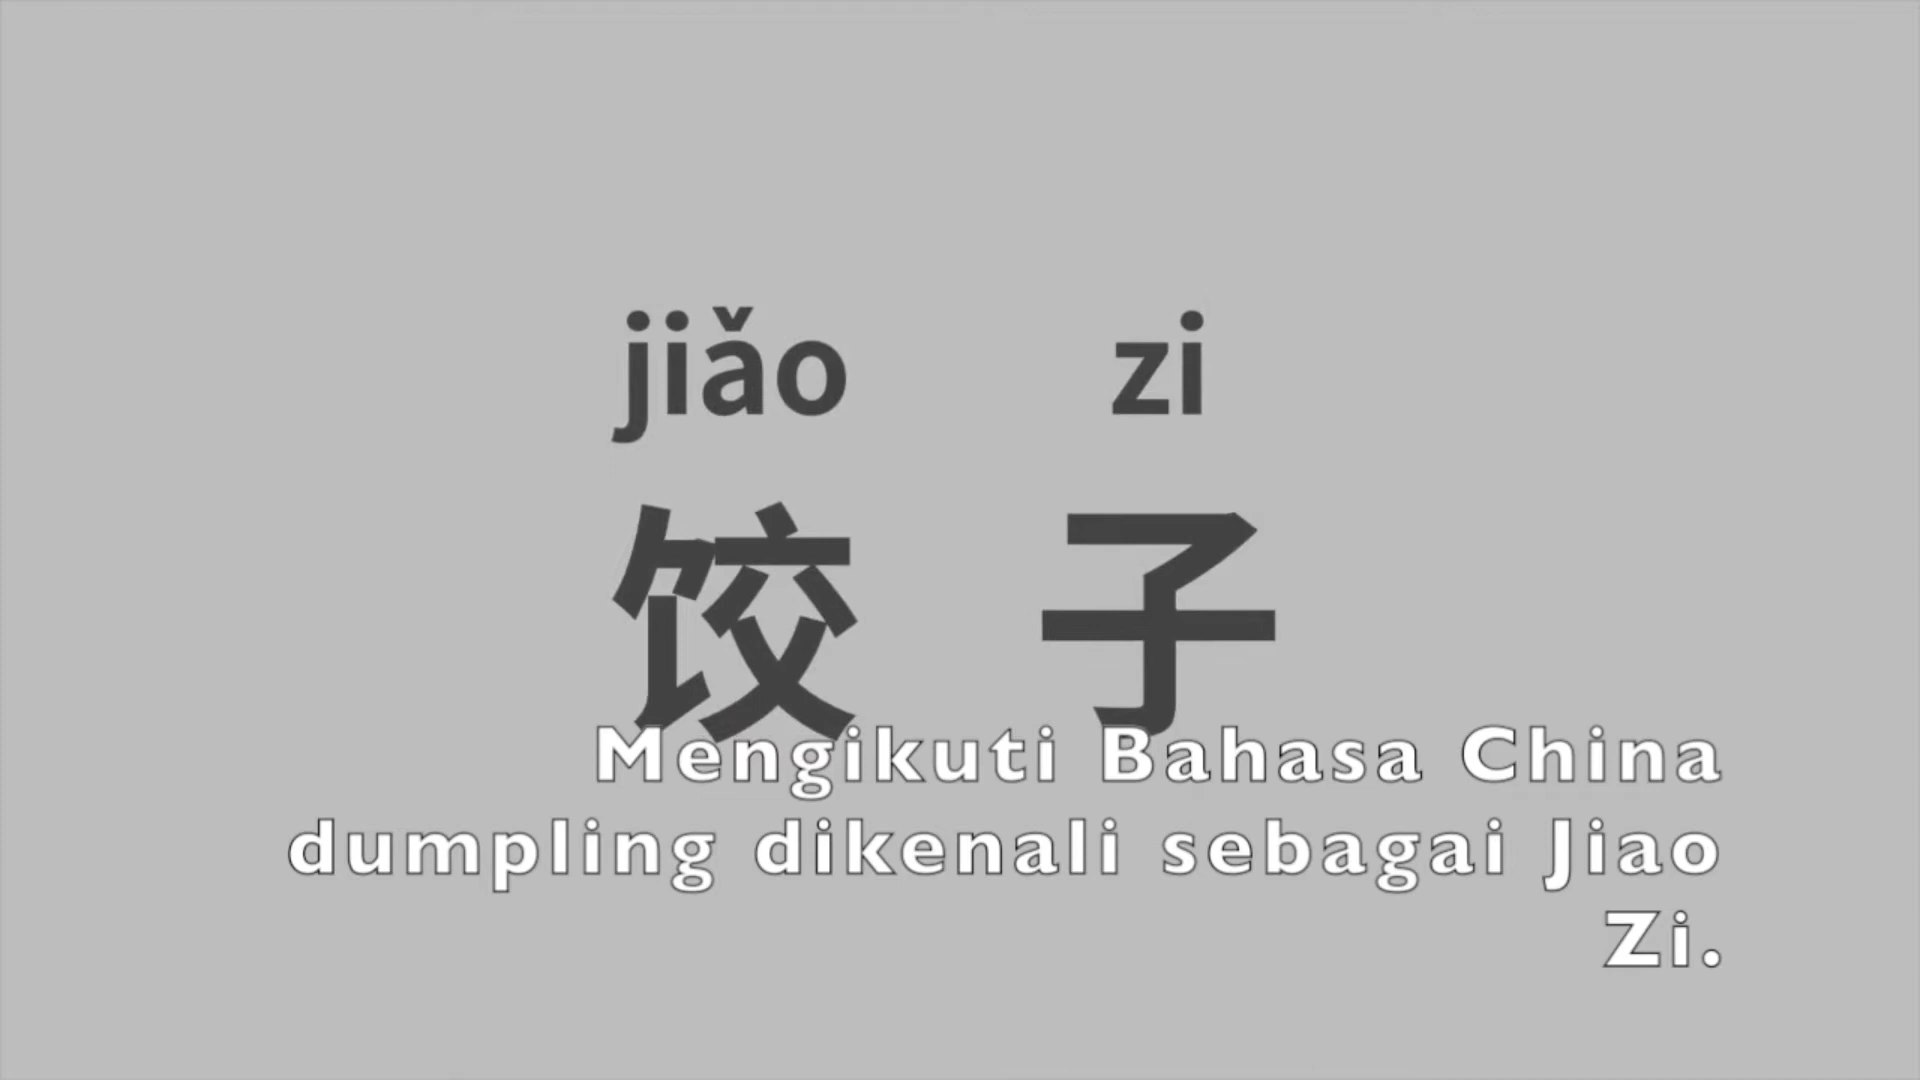 jiǎo zi
饺子
Mengikuti Bahasa China
dumpling dikenali sebagai Jiao
Zi.